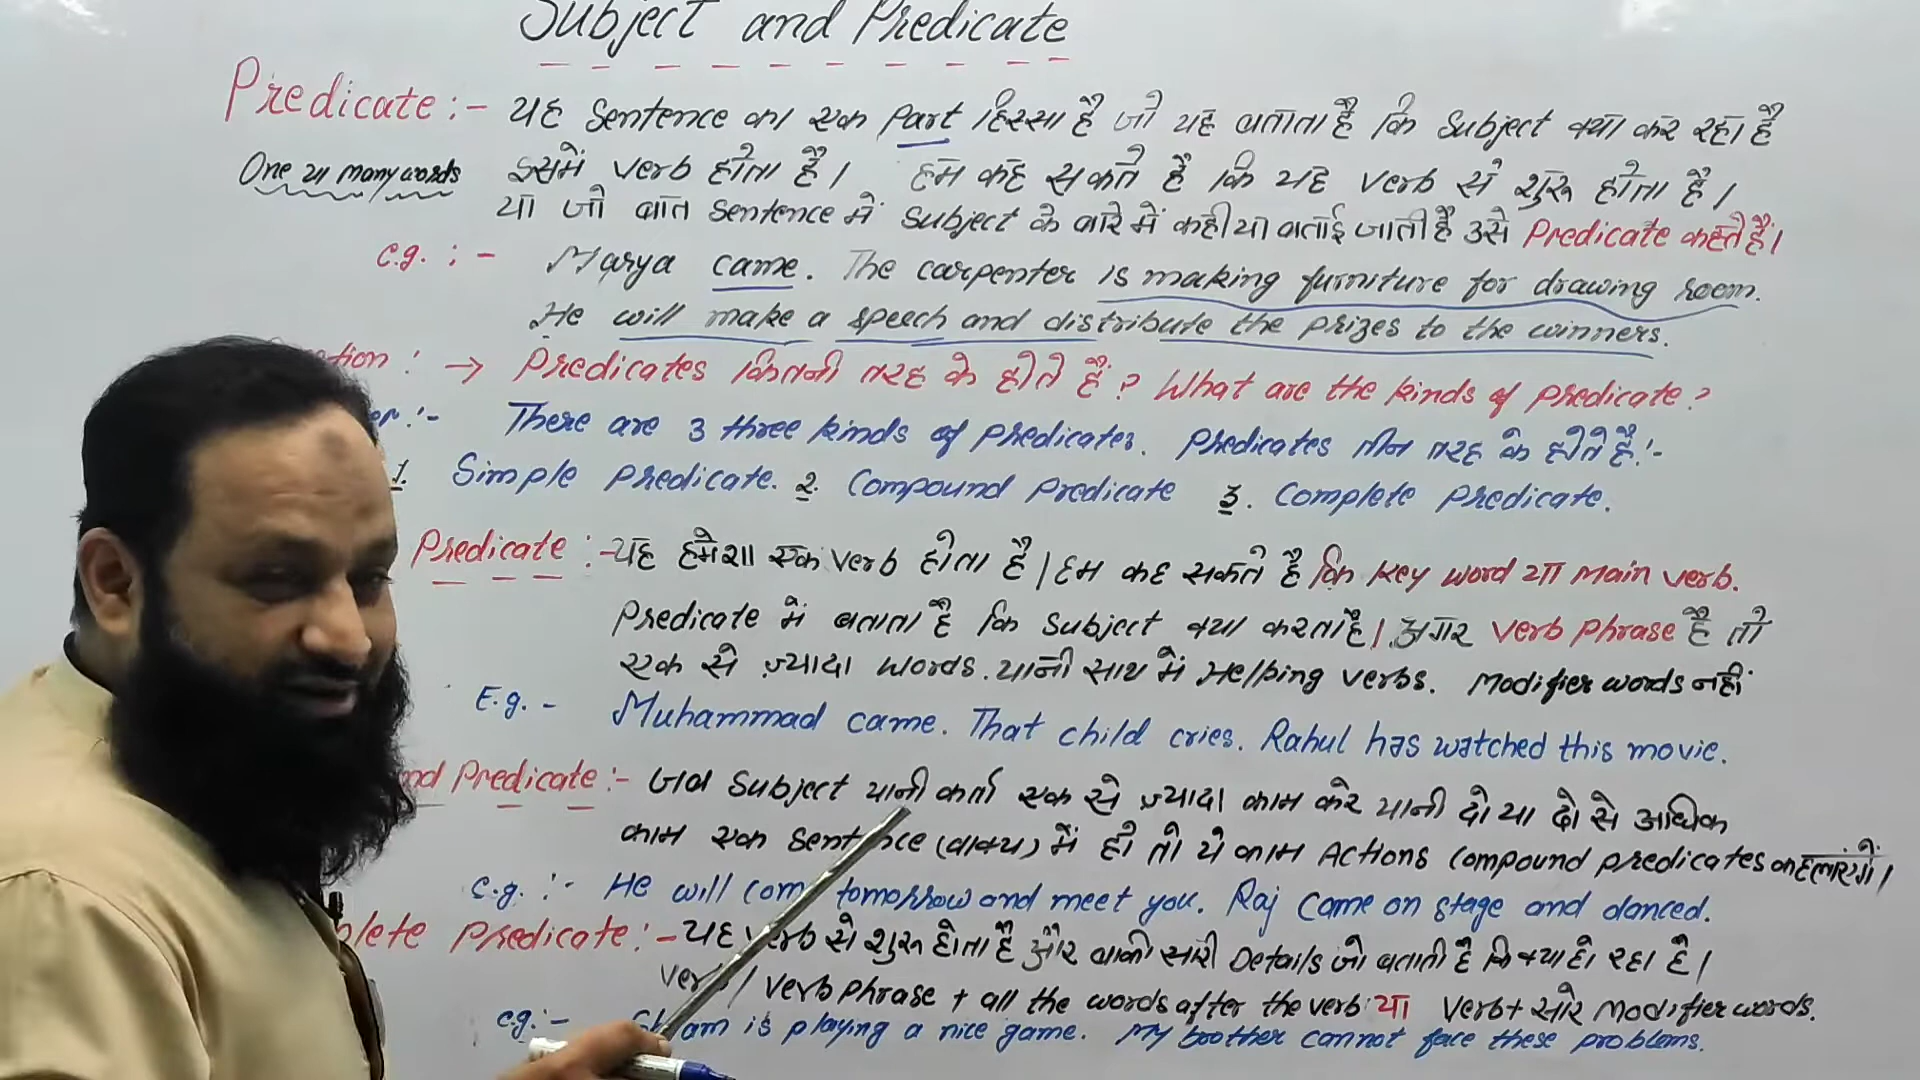 Subject and Predicate
Predicate :- यह Sentence का एक Part हिस्सा है जो यह बताता है कि Subject क्या कर रहा है
One या many words इसमें verb होता है। हम कह सकते हैं कि यह verb से शुरू होता है।
या जो बात Sentence में Subject के बारे में कही या बताई जाती है उसे Predicate कहते हैं।
e.g. :- Marya came. The carpenter is making furniture for drawing room.
He will make a speech and distribute the prizes to the winners.
→ Predicates कितनी तरह के होते हैं? What are the kinds of Predicate?
There are 3 three kinds of Predicates. Predicates तीन तरह के होते हैं:-
1. Simple Predicate. 2. Compound Predicate 3. Complete Predicate.
Predicate :- यह हमेशा एक verb होता है। हम कह सकते हैं कि Key word या main verb.
Predicate में बताता है कि Subject क्या करता है। अगर verb phrase है तो
एक से ज़्यादा words. यानी साथ में Helping verbs. Modifier words नहीं
E.g. - Muhammad came. That child cries. Rahul has watched this movie.
Predicate :- जब Subject यानी कर्ता एक से ज़्यादा काम करे यानी दो या दो से अधिक
काम एक Sentence (वाक्य) में हो तो ये काम Actions Compound Predicates कहलाएंगे।
e.g. :- He will come tomorrow and meet you. Raj came on stage and danced.
Predicate :- यह verb से शुरू होता है और बाकी सारी Details जो बताती है कि क्या हो रहा है।
Verb / Verb phrase + all the words after the verb या Verb + और Modifier words.
e.g. :- is playing a nice game. My brother cannot face these problems.